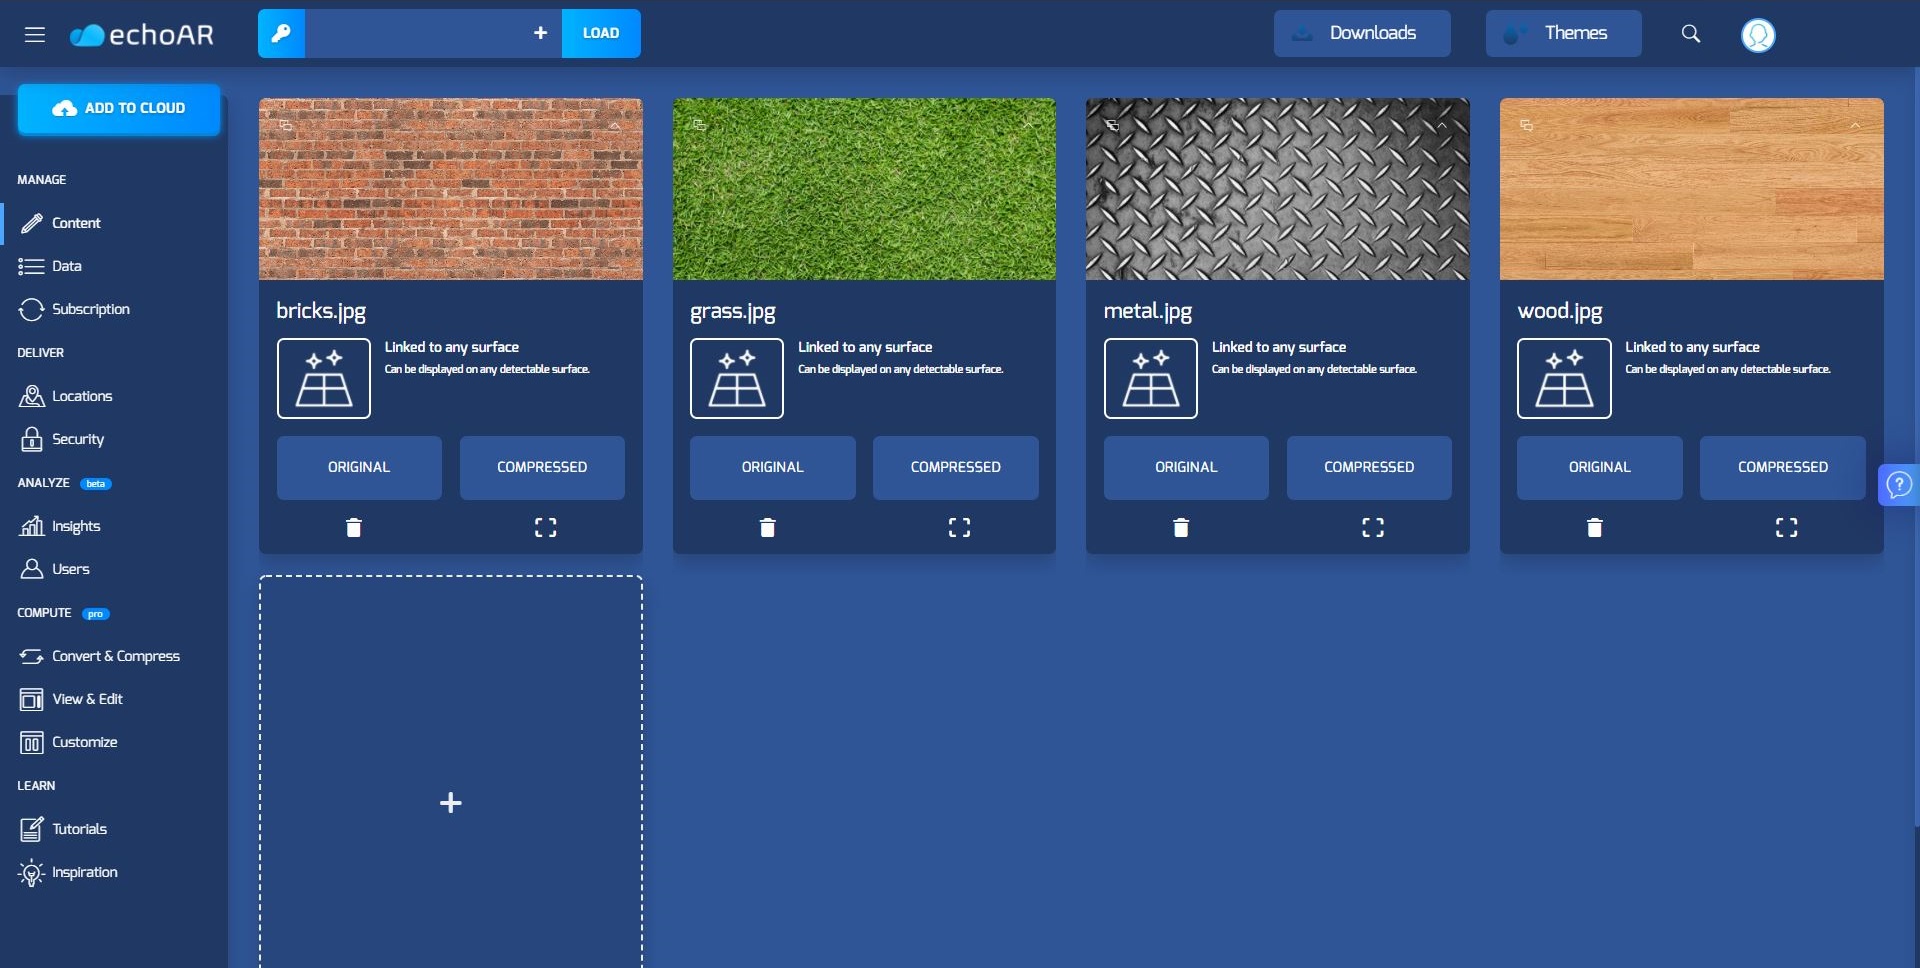 echoAR
LOAD
Downloads
Themes
ADD TO CLOUD
MANAGE
Content
Data
Subscription
DELIVER
Locations
Security
ANALYZE beta
Insights
Users
COMPUTE pro
Convert & Compress
View & Edit
Customize
LEARN
Tutorials
Inspiration
bricks.jpg
Linked to any surface
Can be displayed on any detectable surface.
ORIGINAL
COMPRESSED
grass.jpg
Linked to any surface
Can be displayed on any detectable surface.
ORIGINAL
COMPRESSED
metal.jpg
Linked to any surface
Can be displayed on any detectable surface.
ORIGINAL
COMPRESSED
wood.jpg
Linked to any surface
Can be displayed on any detectable surface.
ORIGINAL
COMPRESSED